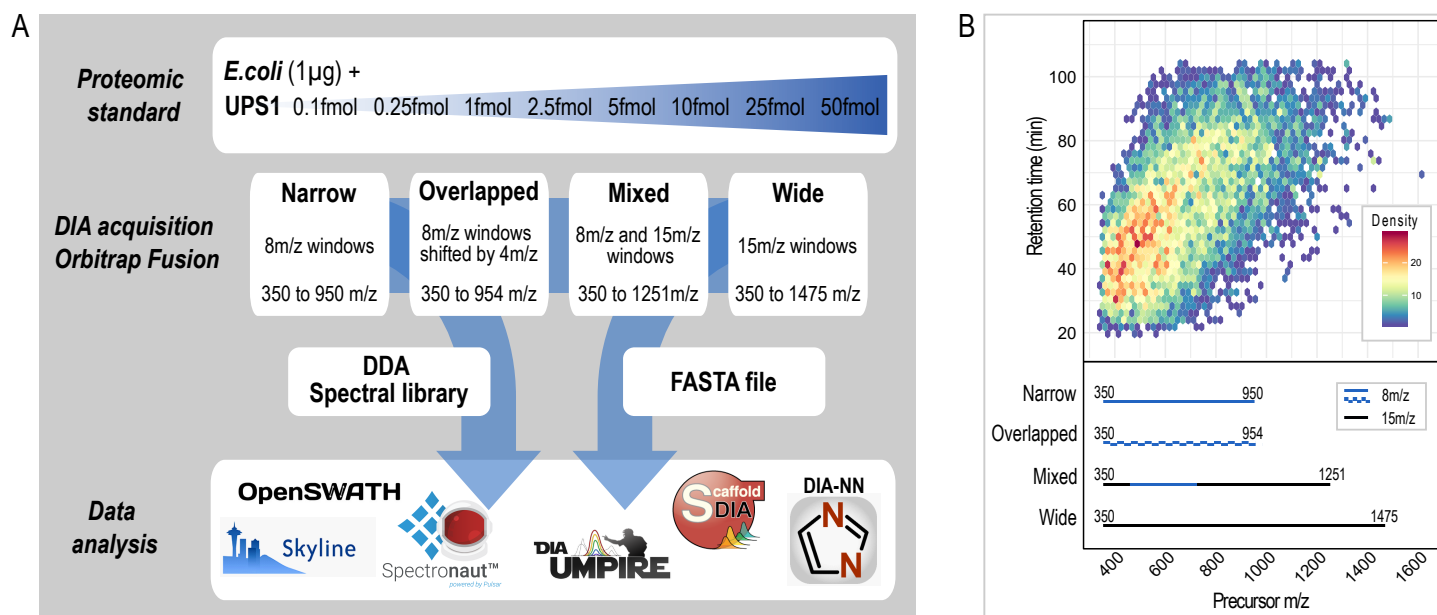 A
Proteomic
standard
E.coli (1µg) +
UPS1 0.1fmol 0.25fmol 1fmol 2.5fmol 5fmol 10fmol 25fmol 50fmol
DIA acquisition
Orbitrap Fusion
Narrow
8m/z windows
350 to 950 m/z
Overlapped
8m/z windows
shifted by 4m/z
350 to 954 m/z
Mixed
8m/z and 15m/z
windows
350 to 1251m/z
Wide
15m/z windows
350 to 1475 m/z
DDA
Spectral library
FASTA file
Data
analysis
OpenSWATH
Skyline
Spectronaut™
powered by Pulsar
DIA
UMPIRE
Scaffold
DIA
DIA-NN
N
N
B
Retention time (min)
100
80
60
40
20
Density
20
10
Narrow
350
950
Overlapped
350
954
Mixed
350
1251
Wide
350
1475
8m/z
15m/z
400
600
800
1000
1200
1400
1600
Precursor m/z